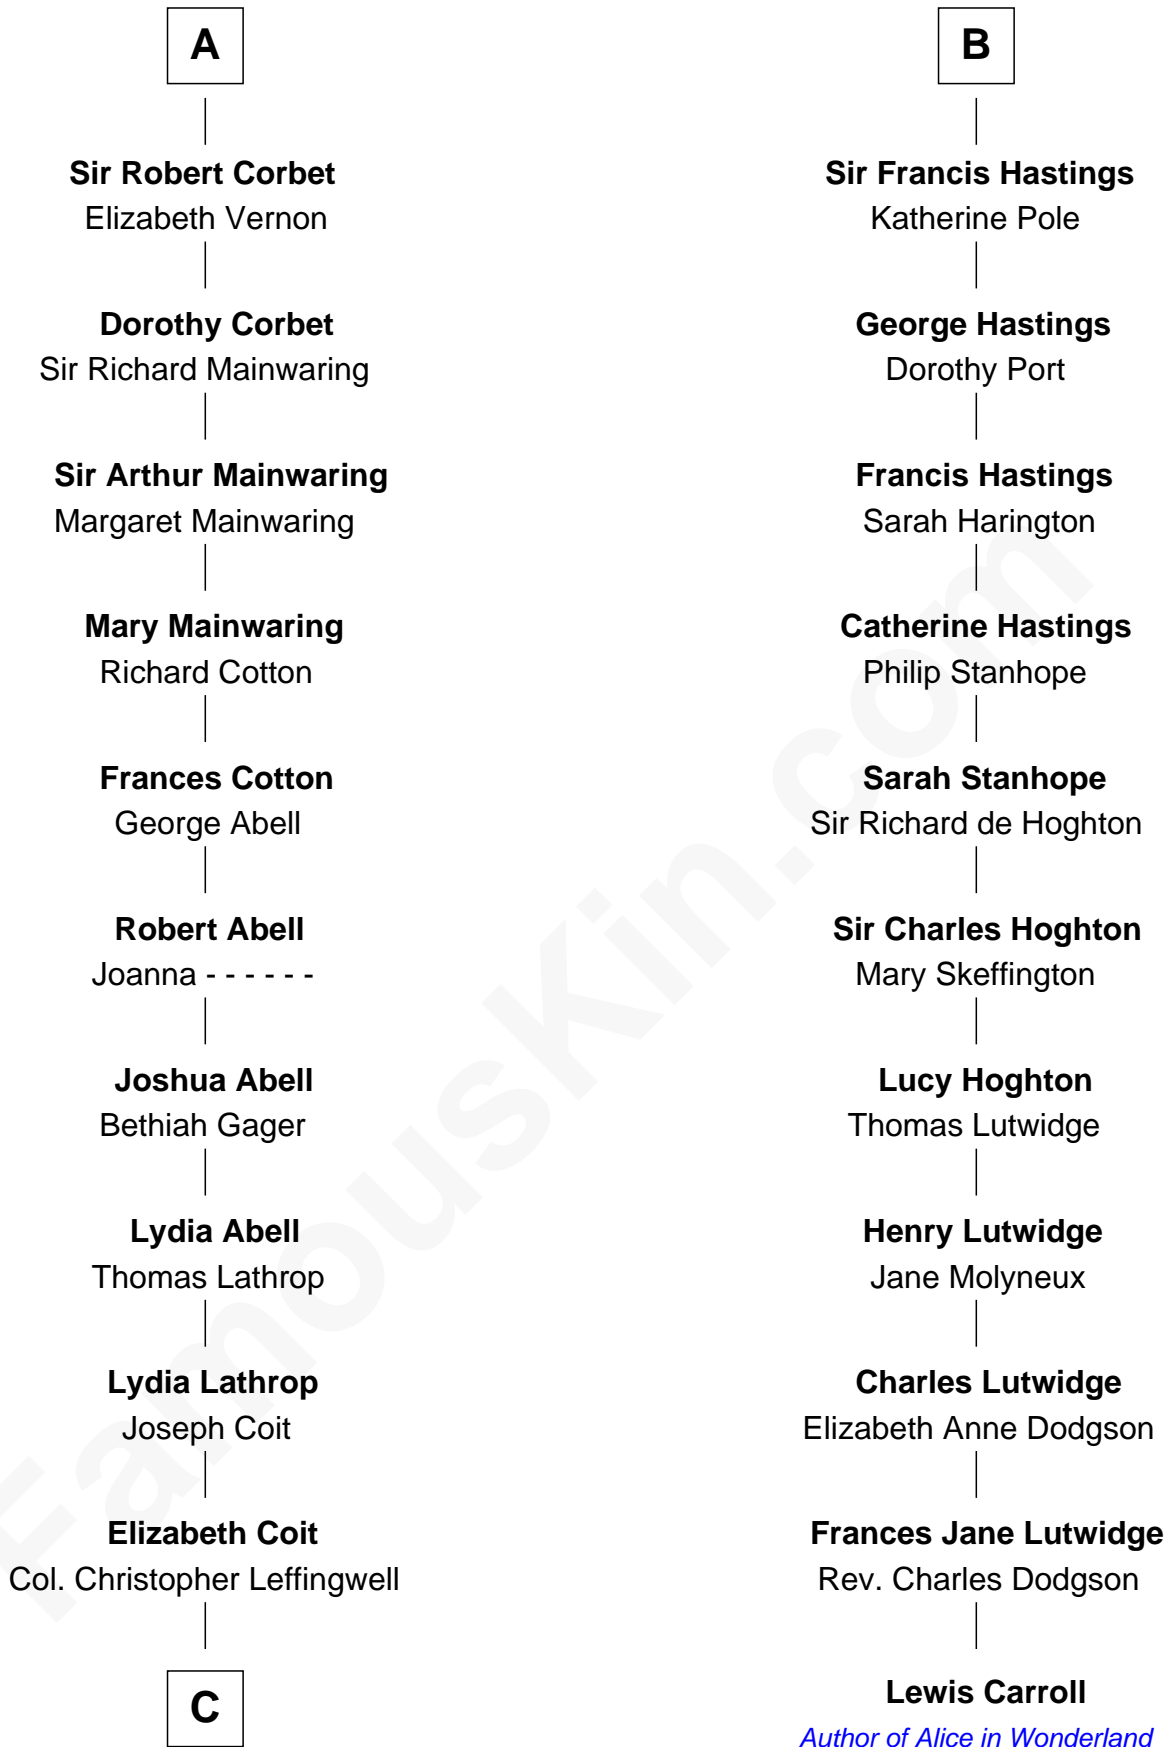 A
Sir Robert Corbet
Elizabeth Vernon
Dorothy Corbet
Sir Richard Mainwaring
Sir Arthur Mainwaring
Margaret Mainwaring
Mary Mainwaring
Richard Cotton
Frances Cotton
George Abell
Robert Abell
Joanna - - - - - -
Joshua Abell
Bethiah Gager
Lydia Abell
Thomas Lathrop
Lydia Lathrop
Joseph Coit
Elizabeth Coit
Col. Christopher Leffingwell
C
B
Sir Francis Hastings
Katherine Pole
George Hastings
Dorothy Port
Francis Hastings
Sarah Harington
Catherine Hastings
Philip Stanhope
Sarah Stanhope
Sir Richard de Hoghton
Sir Charles Hoghton
Mary Skeffington
Lucy Hoghton
Thomas Lutwidge
Henry Lutwidge
Jane Molyneux
Charles Lutwidge
Elizabeth Anne Dodgson
Frances Jane Lutwidge
Rev. Charles Dodgson
Lewis Carroll
Author of Alice in Wonderland
FamousKin.com